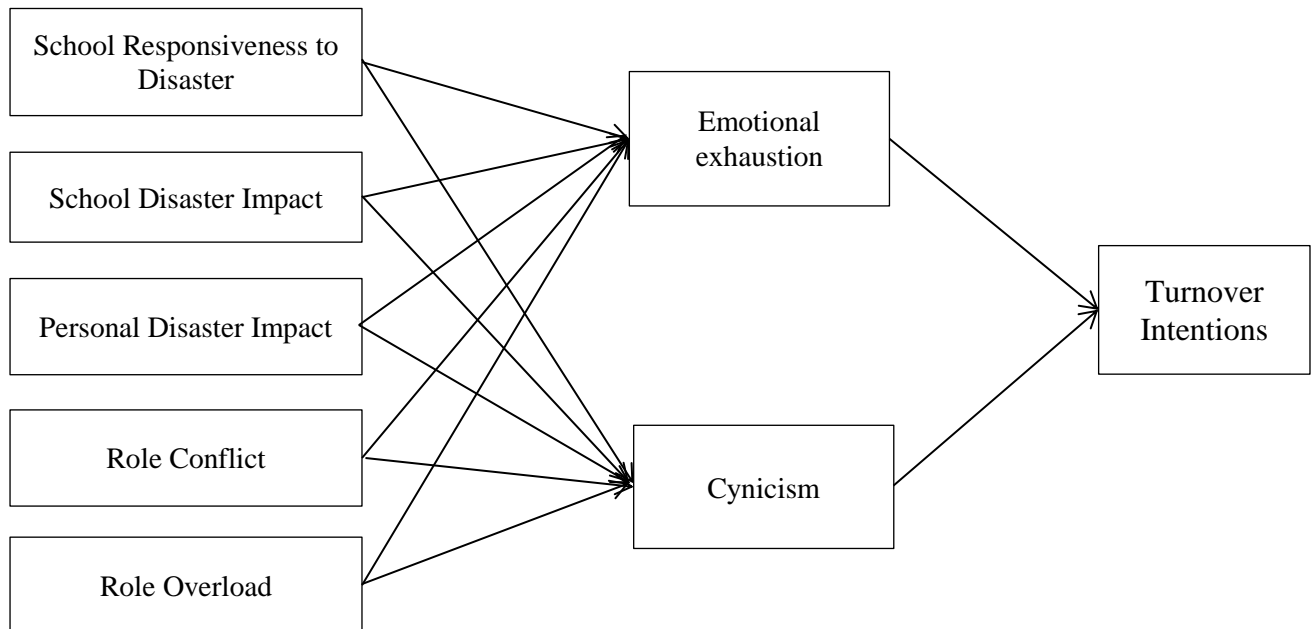 School Responsiveness to
Disaster
School Disaster Impact
Personal Disaster Impact
Role Conflict
Role Overload
Emotional
exhaustion
Cynicism
Turnover
Intentions